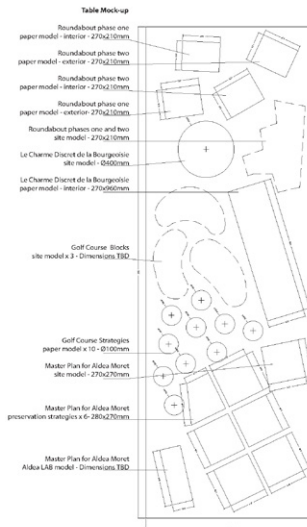 Table Mock-up
Roundabout phase one
paper model - interior - 270x210mm
Roundabout phase two
paper model - exterior - 270x210mm
Roundabout phase two
paper model - interior - 270x210mm
Roundabout phase one
paper model - exterior- 270x210mm
Roundabout phases one and two
site model - 270x210mm
Le Charme Discret de la Bourgeoisie
site model - Ø400mm
Le Charme Discret de la Bourgeoisie
paper model - interior - 270x960mm
Golf Course Blocks
site model x 3 - Dimensions TBD
Golf Course Strategies
paper model x 10 - Ø100mm
Master Plan for Aldea Moret
site model - 270x270mm
Master Plan for Aldea Moret
preservation strategies x 6- 280x270mm
Master Plan for Aldea Moret
Aldea LAB model - Dimensions TBD